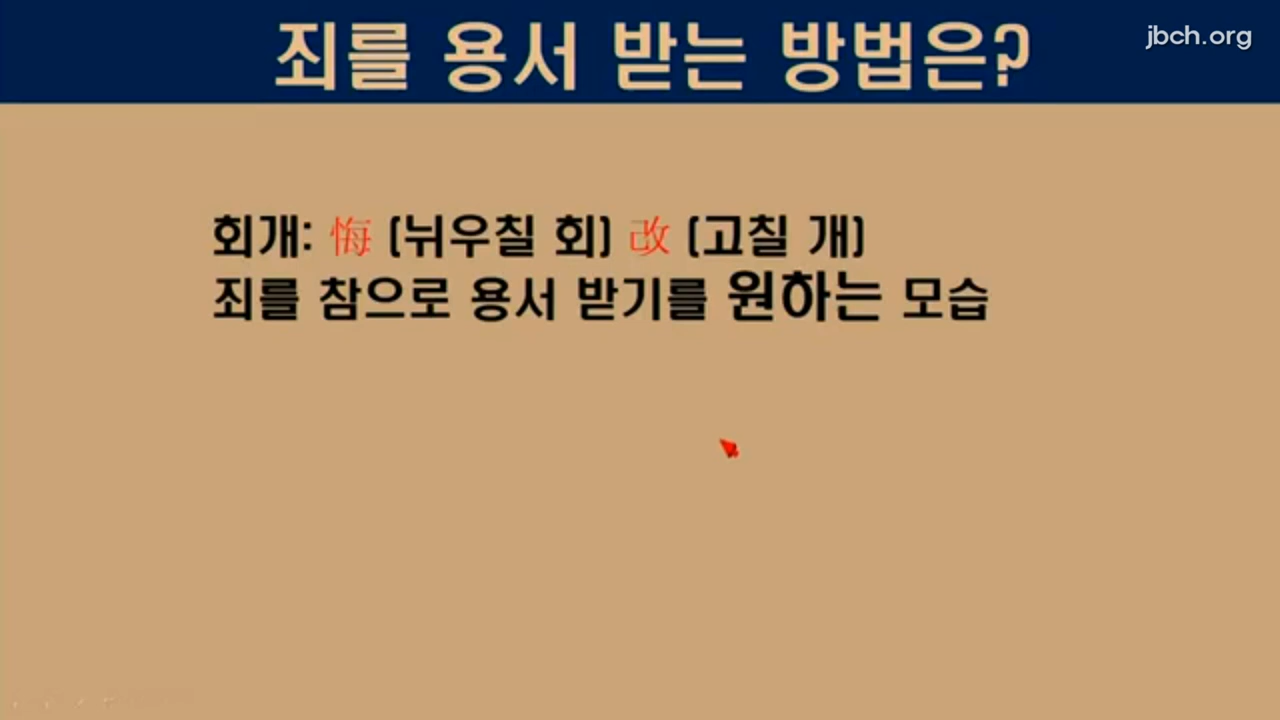 죄를 용서 받는 방법은?
jbch.org
회개: 悔 (뉘우칠 회) 改 (고칠 개)
죄를 참으로 용서 받기를 원하는 모습